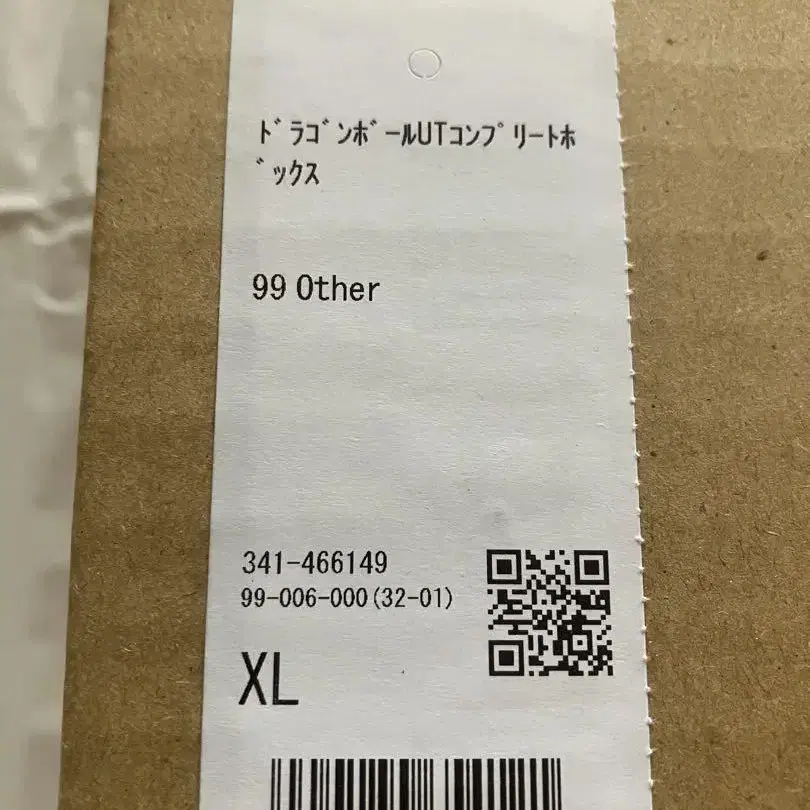 ﾄﾞﾗｺﾞﾝﾎﾞｰﾙUTｺﾝﾌﾟﾘｰﾄﾎ
ﾞｯｸｽ
99 Other
341-466149
99-006-000(32-01)
XL